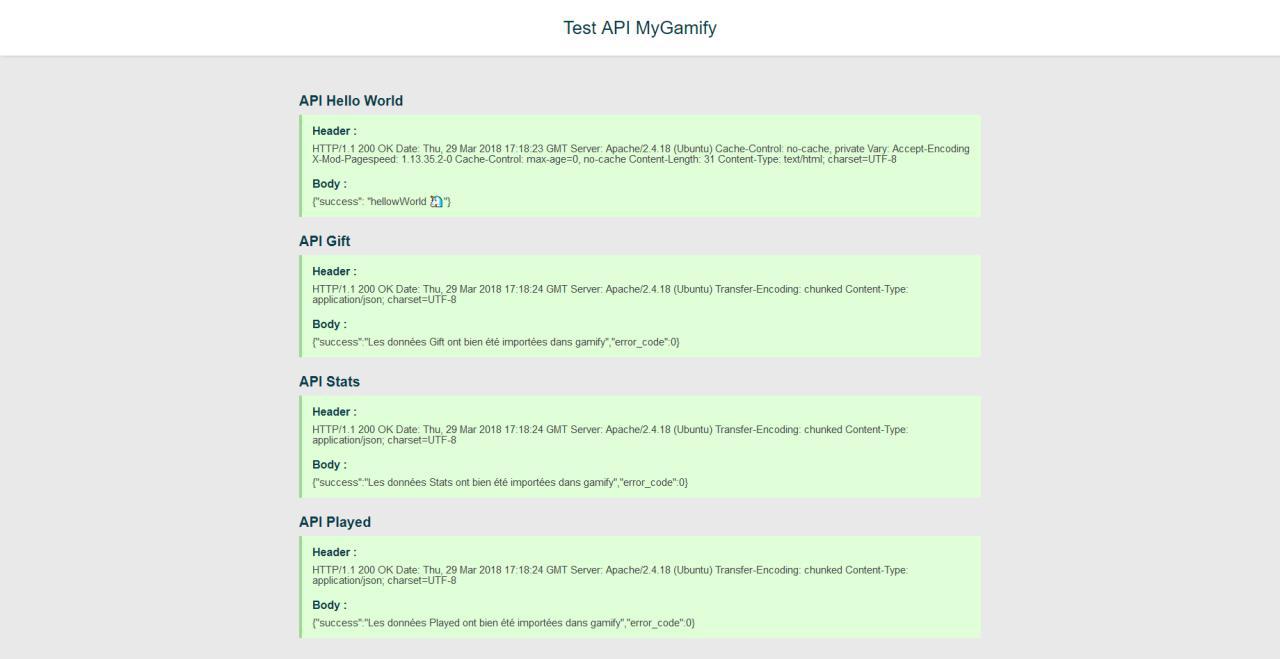 Test API MyGamify
API Hello World
Header :
HTTP/1.1 200 OK Date: Thu, 29 Mar 2018 17:18:23 GMT Server: Apache/2.4.18 (Ubuntu) Cache-Control: no-cache, private Vary: Accept-Encoding
X-Mod-Pagespeed: 1.13.35.2-0 Cache-Control: max-age=0, no-cache Content-Length: 31 Content-Type: text/html; charset=UTF-8
Body :
{"success": "hellowWorld "}
API Gift
Header :
HTTP/1.1 200 OK Date: Thu, 29 Mar 2018 17:18:24 GMT Server: Apache/2.4.18 (Ubuntu) Transfer-Encoding: chunked Content-Type:
application/json; charset=UTF-8
Body :
{"success":"Les données Gift ont bien été importées dans gamify","error_code":0}
API Stats
Header :
HTTP/1.1 200 OK Date: Thu, 29 Mar 2018 17:18:24 GMT Server: Apache/2.4.18 (Ubuntu) Transfer-Encoding: chunked Content-Type:
application/json; charset=UTF-8
Body :
{"success":"Les données Stats ont bien été importées dans gamify","error_code":0}
API Played
Header :
HTTP/1.1 200 OK Date: Thu, 29 Mar 2018 17:18:24 GMT Server: Apache/2.4.18 (Ubuntu) Transfer-Encoding: chunked Content-Type:
application/json; charset=UTF-8
Body :
{"success":"Les données Played ont bien été importées dans gamify","error_code":0}